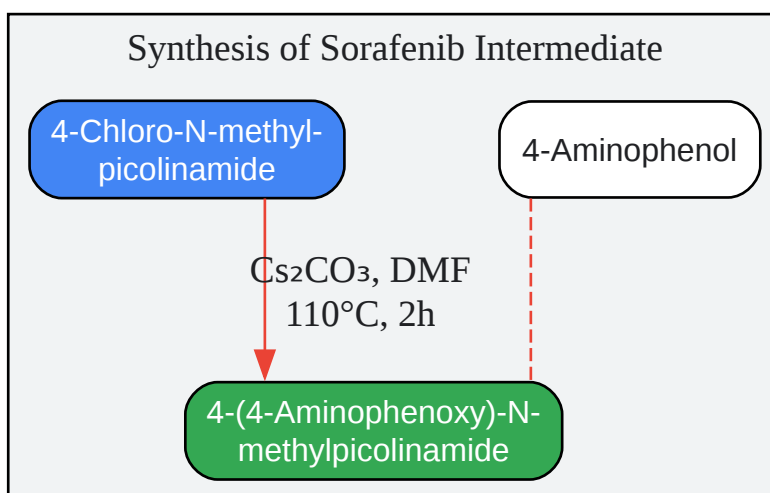 Synthesis of Sorafenib Intermediate
4-Chloro-N-methyl-
picolinamide
4-Aminophenol
Cs₂CO₃, DMF
110°C, 2h
4-(4-Aminophenoxy)-N-
methylpicolinamide